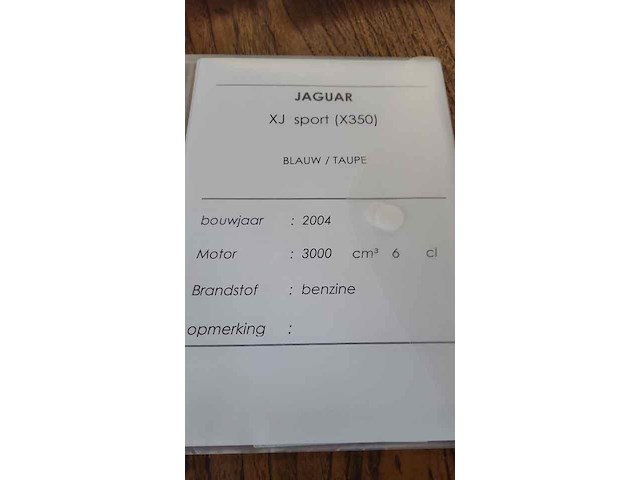 JAGUAR
XJ sport (X350)
BLAUW / TAUPE
bouwjaar : 2004
Motor : 3000 cm³ 6 cl
Brandstof : benzine
opmerking :